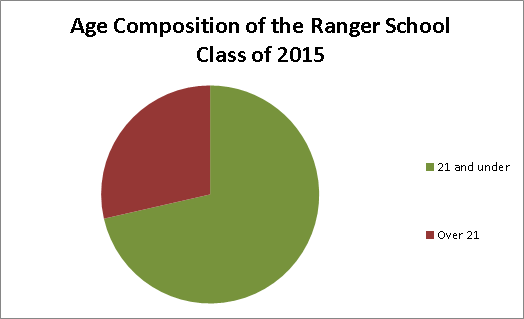 Age Composition of the Ranger School
Class of 2015
21 and under
Over 21